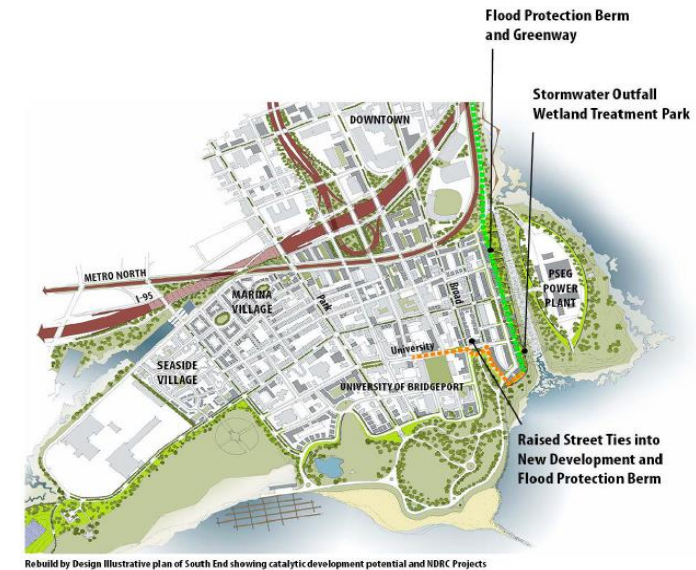 Flood Protection Berm
and Greenway
Stormwater Outfall
Wetland Treatment Park
DOWNTOWN
METRO NORTH
I-95
MARINA
VILLAGE
Park
Broad
PSEG
POWER
PLANT
University
SEASIDE
VILLAGE
UNIVERSITY OF BRIDGEPORT
Raised Street Ties into
New Development and
Flood Protection Berm
Rebuild by Design Illustrative plan of South End showing catalytic development potential and NDRC Projects